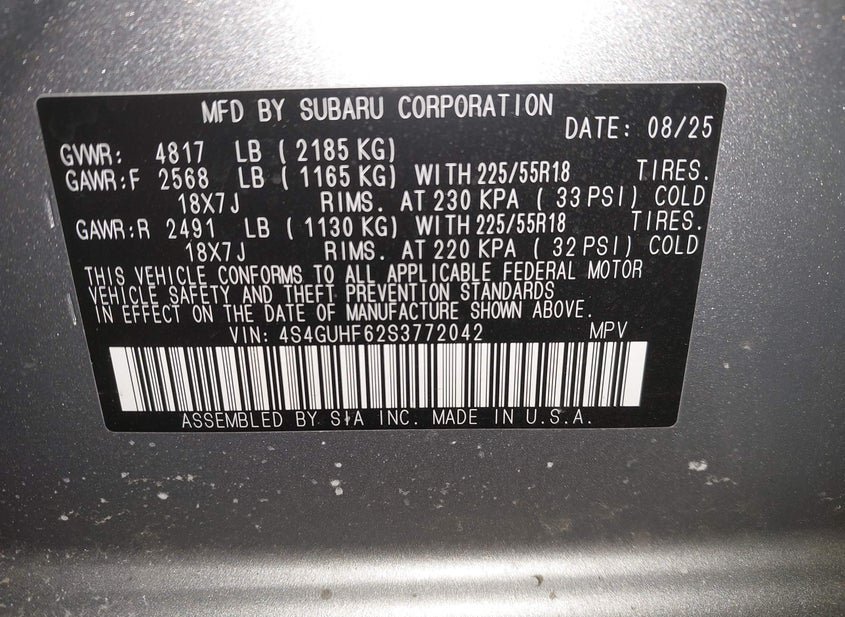 MFD BY SUBARU CORPORATION
DATE: 08/25
GVWR: 4817 LB ( 2185 KG)
GAWR:F 2568 LB ( 1165 KG) WITH 225/55R18 TIRES.
18X7J RIMS. AT 230 KPA ( 33 PSI) COLD
GAWR:R 2491 LB ( 1130 KG) WITH 225/55R18 TIRES.
18X7J RIMS. AT 220 KPA ( 32 PSI) COLD
THIS VEHICLE CONFORMS TO ALL APPLICABLE FEDERAL MOTOR
VEHICLE SAFETY AND THEFT PREVENTION STANDARDS
IN EFFECT ON THE DATE OF MANUFACTURE SHOWN ABOVE.
VIN: 4S4GUHF62S3772042 MPV
ASSEMBLED BY SIA INC. MADE IN U.S.A.